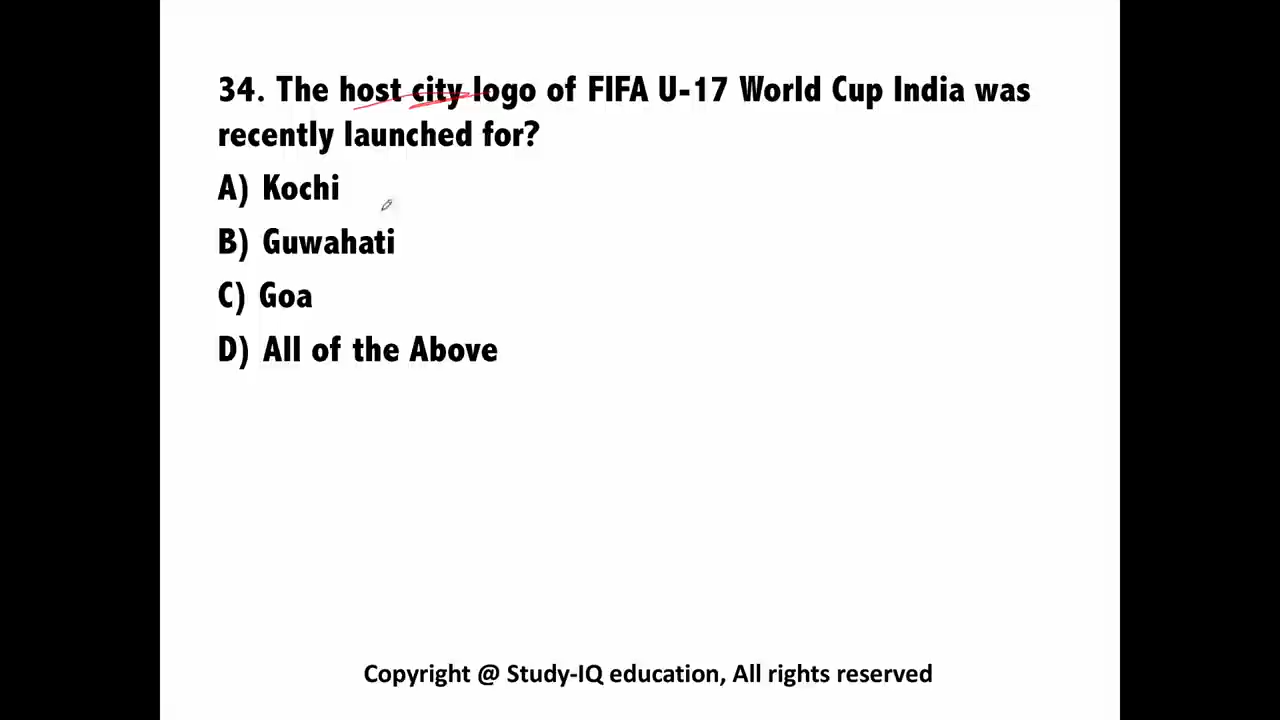 34. The host city logo of FIFA U-17 World Cup India was
recently launched for?
A) Kochi
B) Guwahati
C) Goa
D) All of the Above
Copyright @ Study-IQ education, All rights reserved